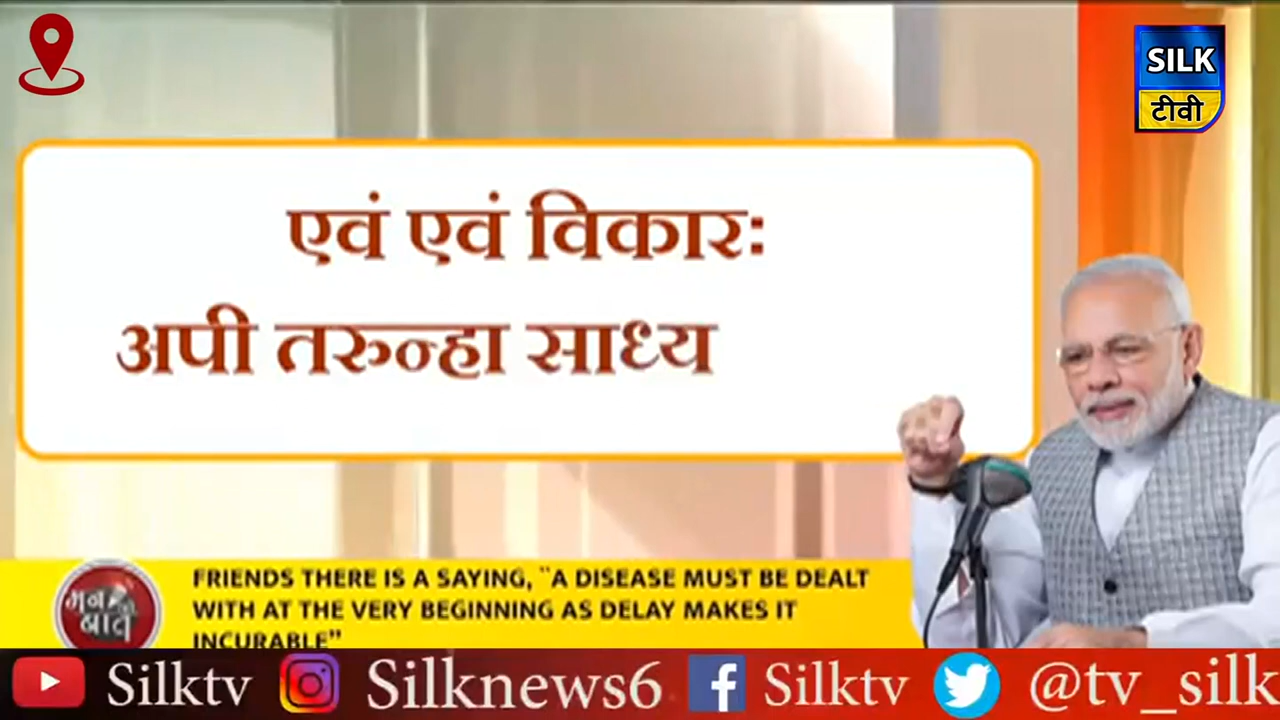 SILK
टीवी
एवं एवं विकारः
अपी तरुन्हा साध्य
मन की
बात
FRIENDS THERE IS A SAYING, "A DISEASE MUST BE DEALT
WITH AT THE VERY BEGINNING AS DELAY MAKES IT
INCURABLE"
Silktv
Silknews6
Silktv
@tv_silk